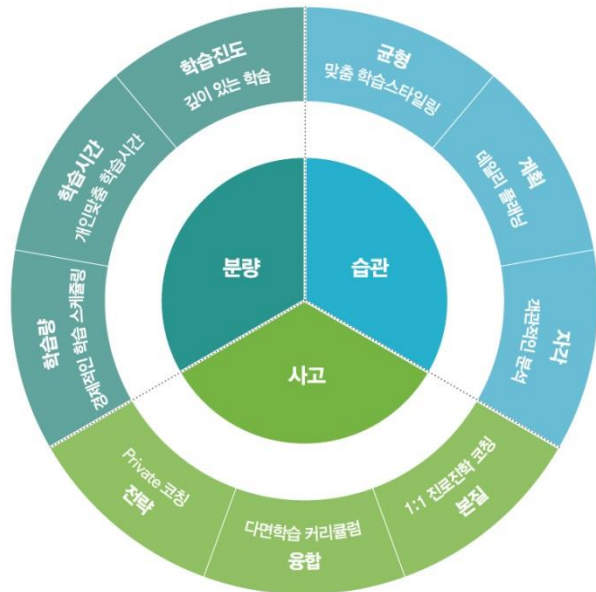 학습진도
깊이 있는 학습
균형
맞춤 학습스타일링
계획
데일리 플래닝
자각
객관적인 분석
1:1 진로진학 코칭
본질
다면학습 커리큘럼
융합
Private 코칭
전략
학습량
경제적인 학습 스케쥴링
학습시간
개인맞춤 학습시간
분량
습관
사고